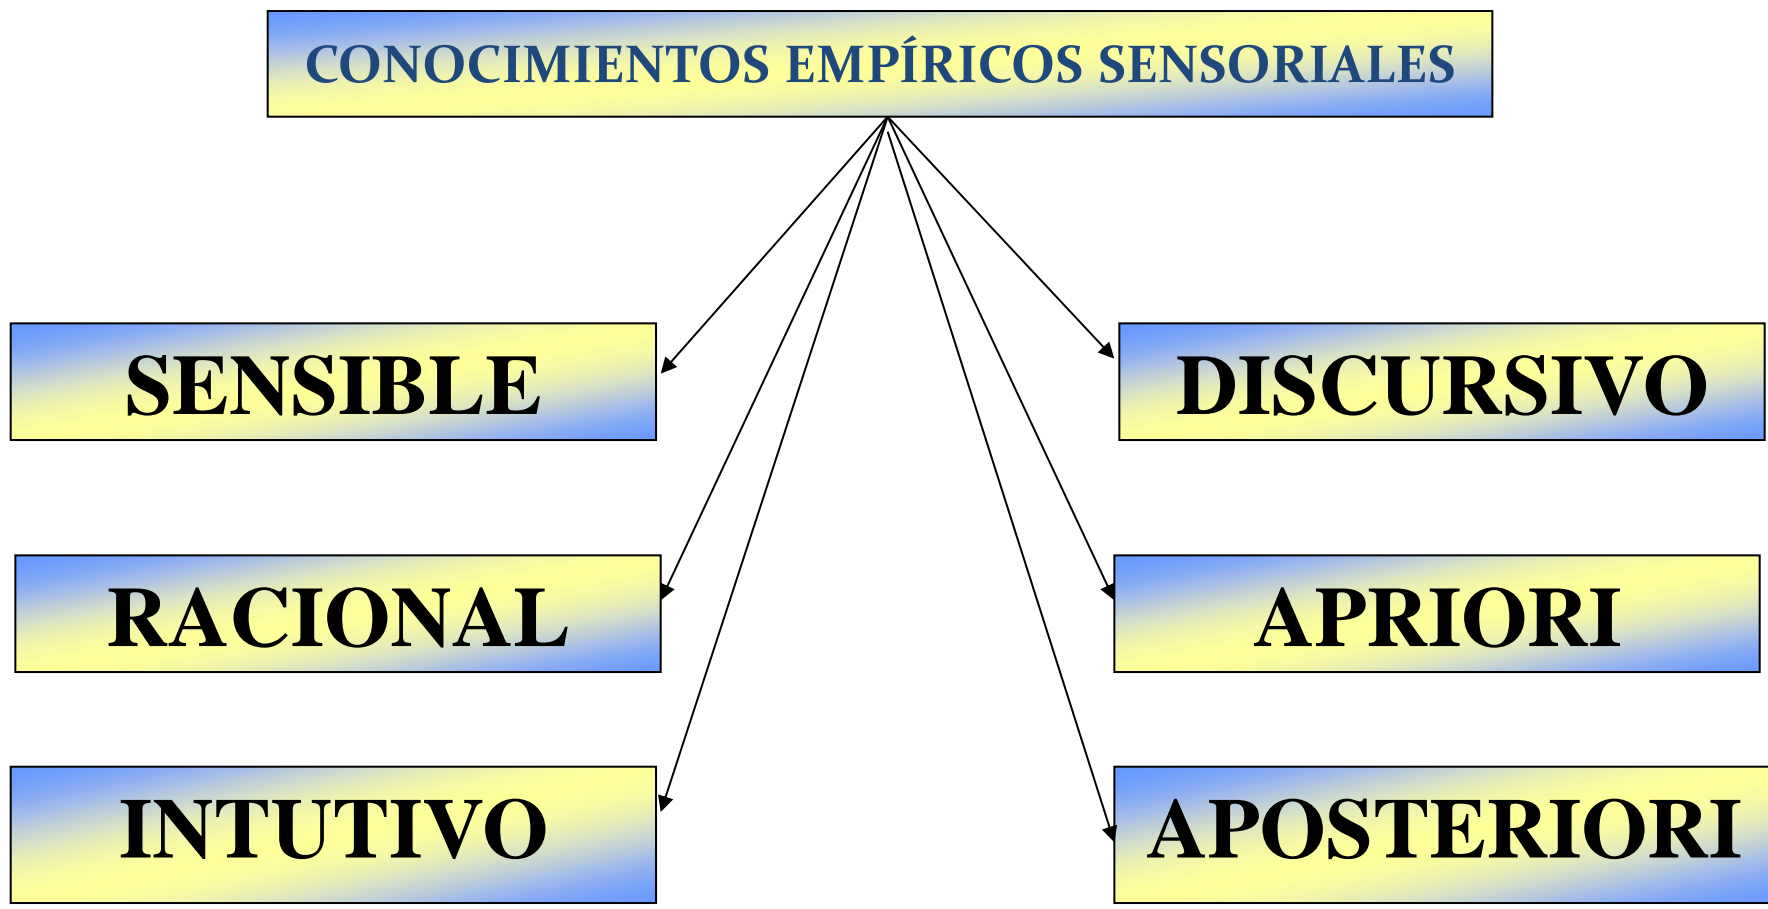 CONOCIMIENTOS EMPÍRICOS SENSORIALES
SENSIBLE
DISCURSIVO
RACIONAL
APRIORI
INTUTIVO
APOSTERIORI